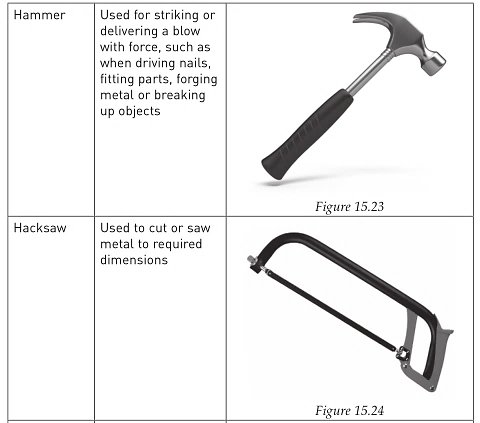 Hammer
Used for striking or
delivering a blow
with force, such as
when driving nails,
fitting parts, forging
metal or breaking
up objects
Figure 15.23
Hacksaw
Used to cut or saw
metal to required
dimensions
Figure 15.24